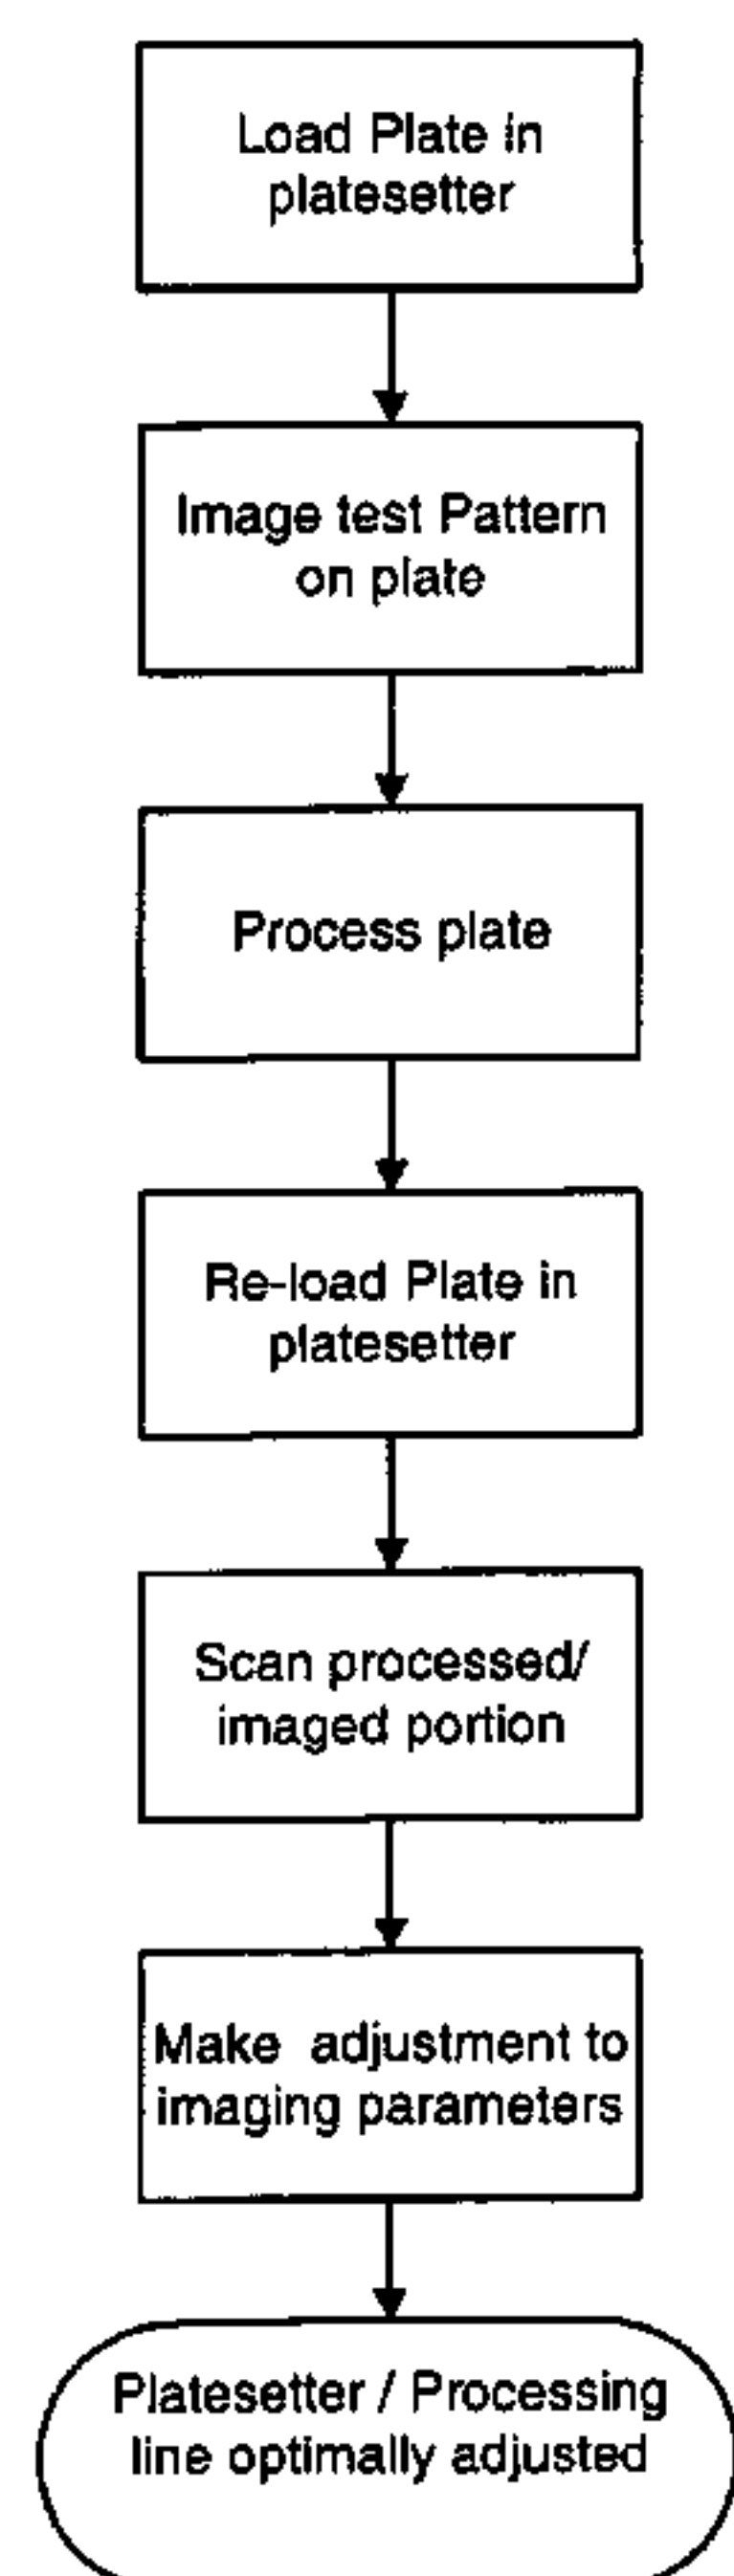 Load Plate in
platesetter
Image test Pattern
on plate
Process plate
Re-load Plate in
platesetter
Scan processed/
imaged portion
Make adjustment to
imaging parameters
Platesetter / Processing
line optimally adjusted